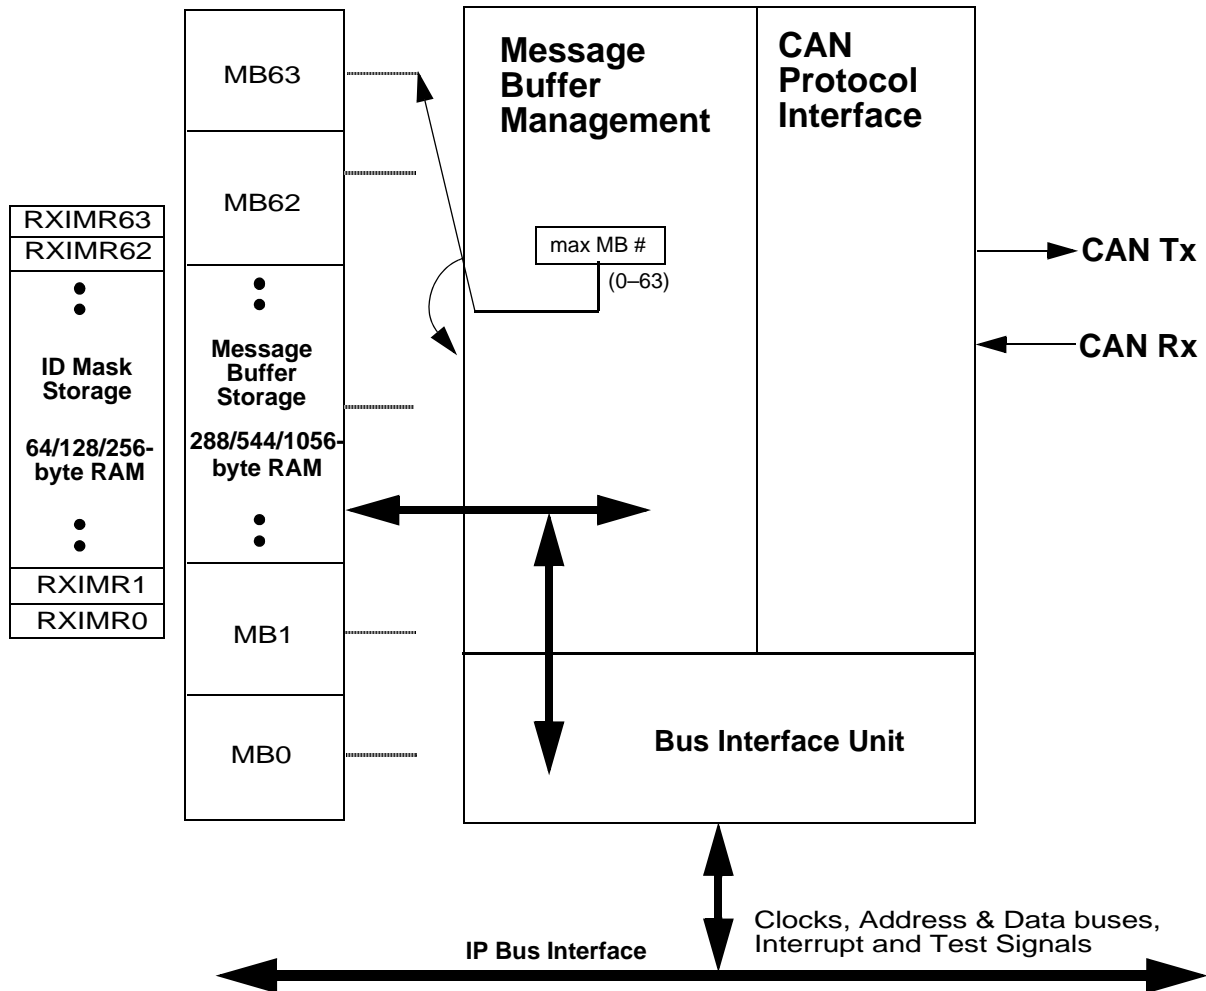 RXIMR63
RXIMR62
ID Mask
Storage
64/128/256-
byte RAM
RXIMR1
RXIMR0
MB63
MB62
Message
Buffer
Storage
288/544/1056-
byte RAM
MB1
MB0
Message
Buffer
Management
max MB #
(0–63)
CAN
Protocol
Interface
CAN Tx
CAN Rx
Bus Interface Unit
Clocks, Address & Data buses,
Interrupt and Test Signals
IP Bus Interface